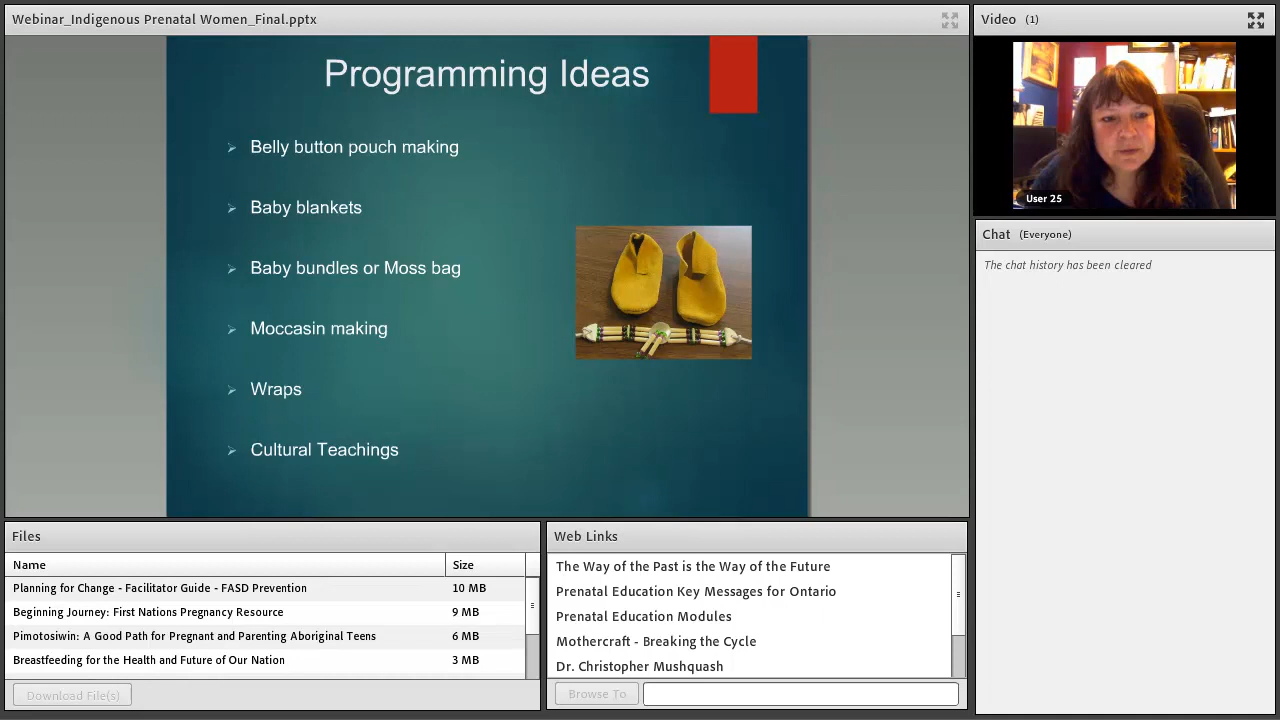 Webinar_Indigenous Prenatal Women_Final.pptx
Programming Ideas
Belly button pouch making
Baby blankets
Baby bundles or Moss bag
Moccasin making
Wraps
Cultural Teachings
Video (1)
User 25
Chat (Everyone)
The chat history has been cleared
Files
Name Size
Planning for Change - Facilitator Guide - FASD Prevention 10 MB
Beginning Journey: First Nations Pregnancy Resource 9 MB
Pimotosiwin: A Good Path for Pregnant and Parenting Aboriginal Teens 6 MB
Breastfeeding for the Health and Future of Our Nation 3 MB
Download File(s)
Web Links
The Way of the Past is the Way of the Future
Prenatal Education Key Messages for Ontario
Prenatal Education Modules
Mothercraft - Breaking the Cycle
Dr. Christopher Mushquash
Browse To